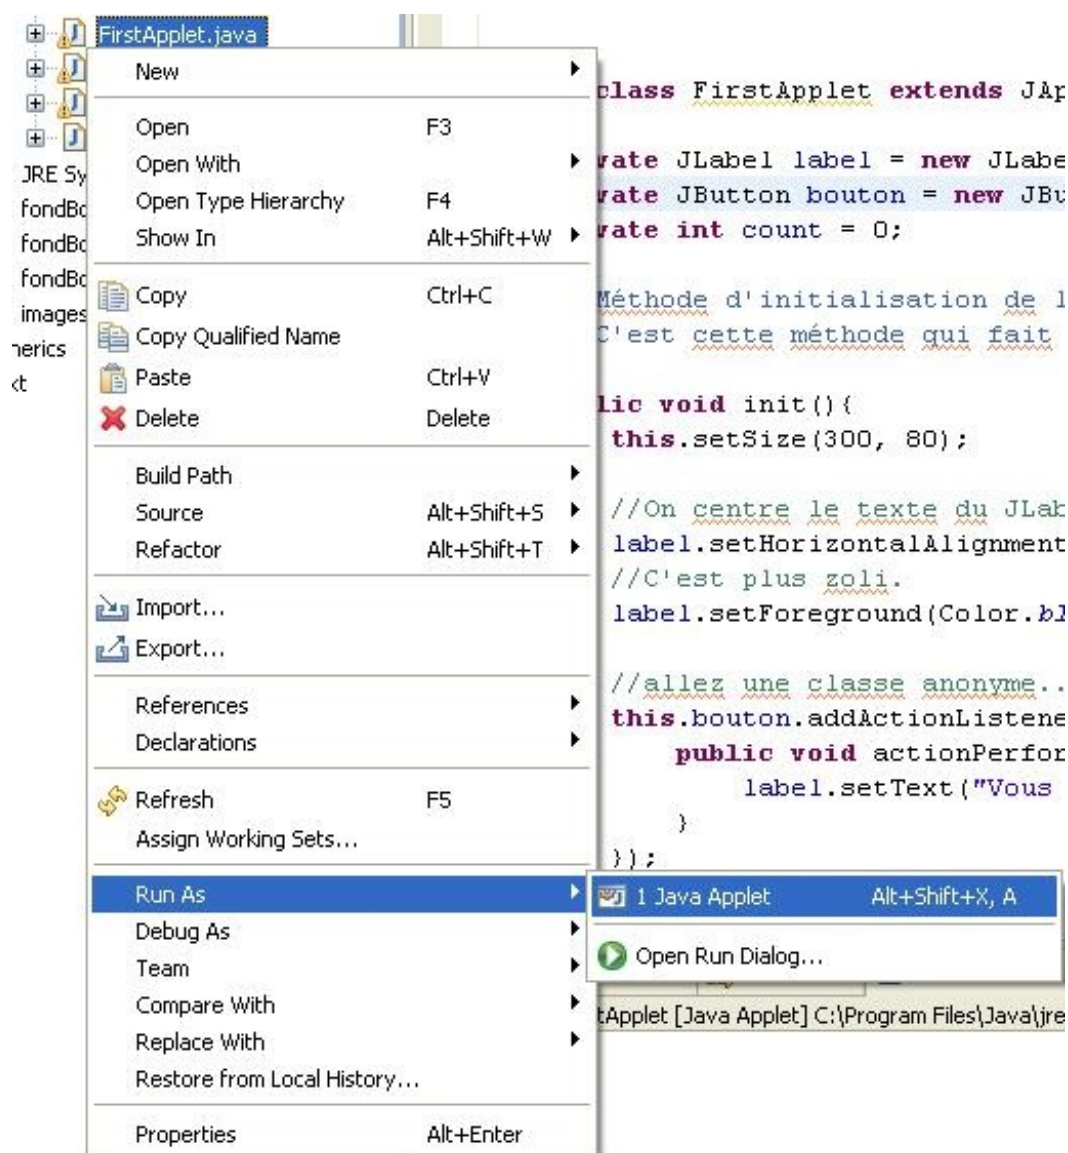 FirstApplet.java
New
Open F3
Open With
Open Type Hierarchy F4
Show In Alt+Shift+W
Copy Ctrl+C
Copy Qualified Name
Paste Ctrl+V
Delete Delete
Build Path
Source Alt+Shift+S
Refactor Alt+Shift+T
Import...
Export...
References
Declarations
Refresh F5
Assign Working Sets...
Run As
Debug As
Team
Compare With
Replace With
Restore from Local History...
Properties Alt+Enter
1 Java Applet Alt+Shift+X, A
Open Run Dialog...
JRE Sy
fondBo
fondBo
fondBo
images
nerics
xt
class FirstApplet extends JAp
vate JLabel label = new JLabe
vate JButton bouton = new JBu
vate int count = 0;
Méthode d'initialisation de l
C'est cette méthode qui fait
lic void init(){
this.setSize(300, 80);
//On centre le texte du JLab
label.setHorizontalAlignment
//C'est plus zoli.
label.setForeground(Color.bl
//allez une classe anonyme..
this.bouton.addActionListene
public void actionPerfor
label.setText("Vous
}
});
tApplet [Java Applet] C:\Program Files\Java\jre